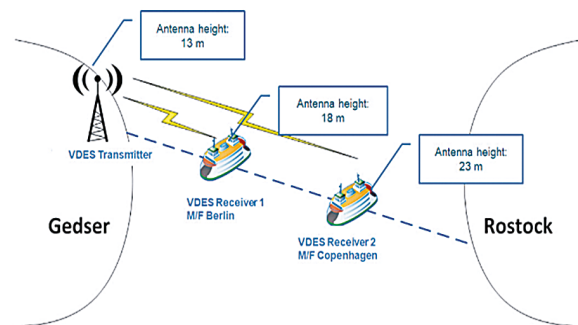 Antenna height:
13 m
Antenna height:
18 m
Antenna height:
23 m
VDES Transmitter
VDES Receiver 1
M/F Berlin
Gedser
Rostock
VDES Receiver 2
M/F Copenhagen